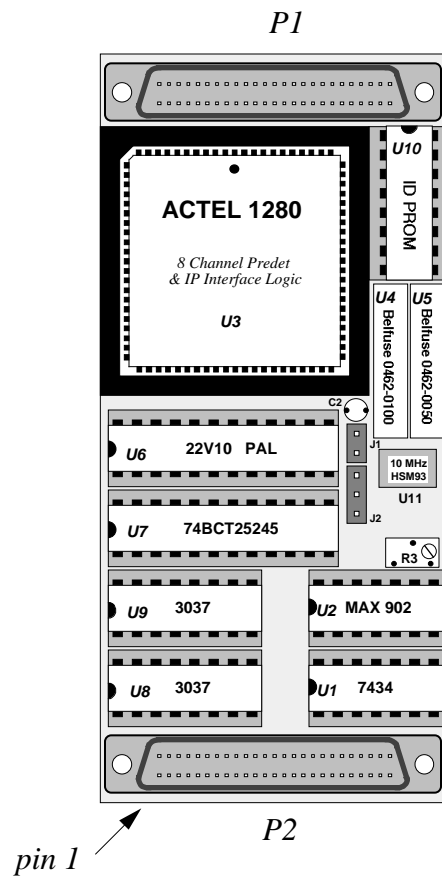 P1
U10
ID PROM
ACTEL 1280
8 Channel Predet
& IP Interface Logic
U3
U4
Belfuse 0462-0100
U5
Belfuse 0462-0050
C2
J1
U6
22V10 PAL
10 MHz
HSM93
U11
J2
U7
74BCT25245
R3
U9
3037
U2
MAX 902
U8
3037
U1
7434
P2
pin 1